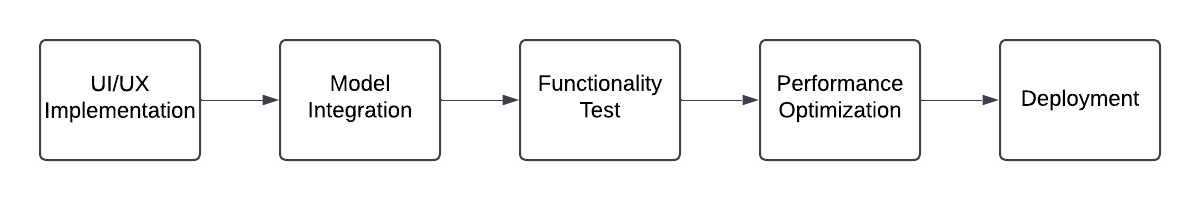 UI/UX
Implementation
Model
Integration
Functionality
Test
Performance
Optimization
Deployment